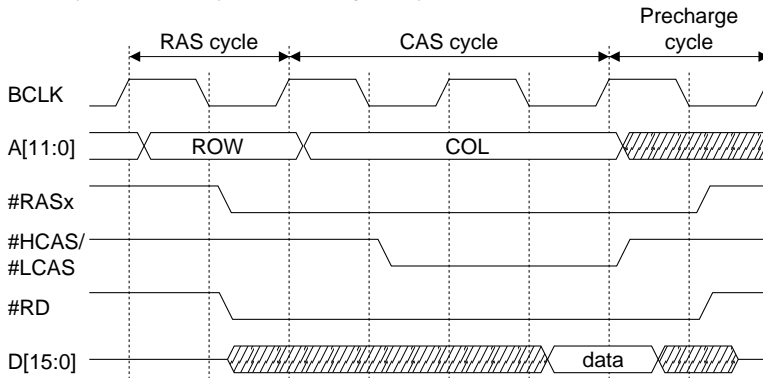 RAS cycle
CAS cycle
Precharge
cycle
BCLK
A[11:0]
ROW
COL
#RASx
#HCAS/
#LCAS
#RD
D[15:0]
data